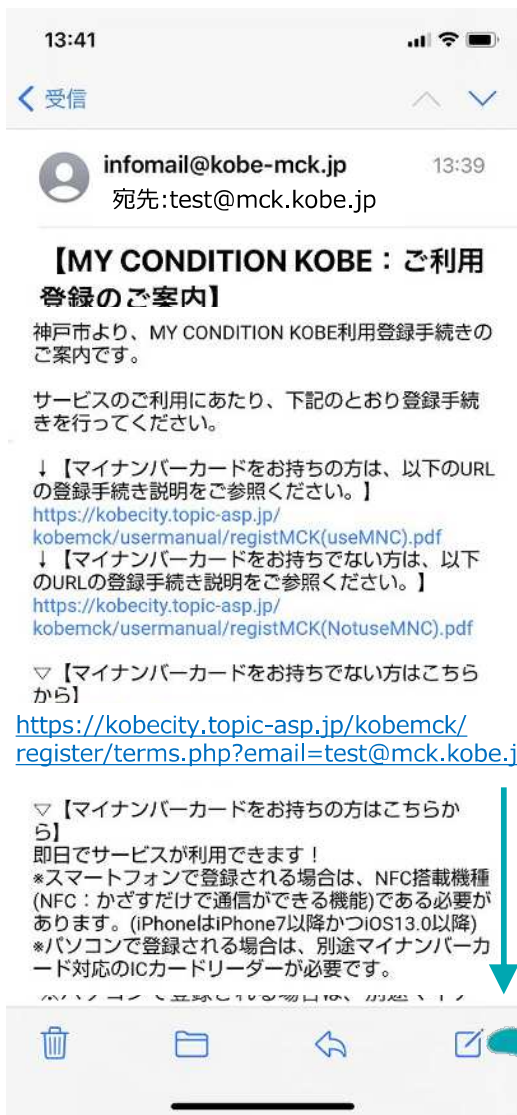 13:41
受信
infomail@kobe-mck.jp 13:39
宛先:test@mck.kobe.jp
【MY CONDITION KOBE：ご利用
登録のご案内】
神戸市より、MY CONDITION KOBE利用登録手続きの
ご案内です。
サービスのご利用にあたり、下記のとおり登録手続
きを行ってください。
↓【マイナンバーカードをお持ちの方は、以下のURL
の登録手続き説明をご参照ください。】
https://kobecity.topic-asp.jp/
kobemck/usermanual/registMCK(useMNC).pdf
↓【マイナンバーカードをお持ちでない方は、以下
のURLの登録手続き説明をご参照ください。】
https://kobecity.topic-asp.jp/
kobemck/usermanual/registMCK(NotuseMNC).pdf
▽【マイナンバーカードをお持ちでない方はこちら
から】
https://kobecity.topic-asp.jp/kobemck/
register/terms.php?email=test@mck.kobe.j
▽【マイナンバーカードをお持ちの方はこちらか
ら】
即日でサービスが利用できます！
※スマートフォンで登録される場合は、NFC搭載機種
(NFC：かざすだけで通信ができる機能)である必要が
あります。(iPhoneはiPhone7以降かつiOS13.0以降)
※パソコンで登録される場合は、別途マイナンバーカ
ード対応のICカードリーダーが必要です。